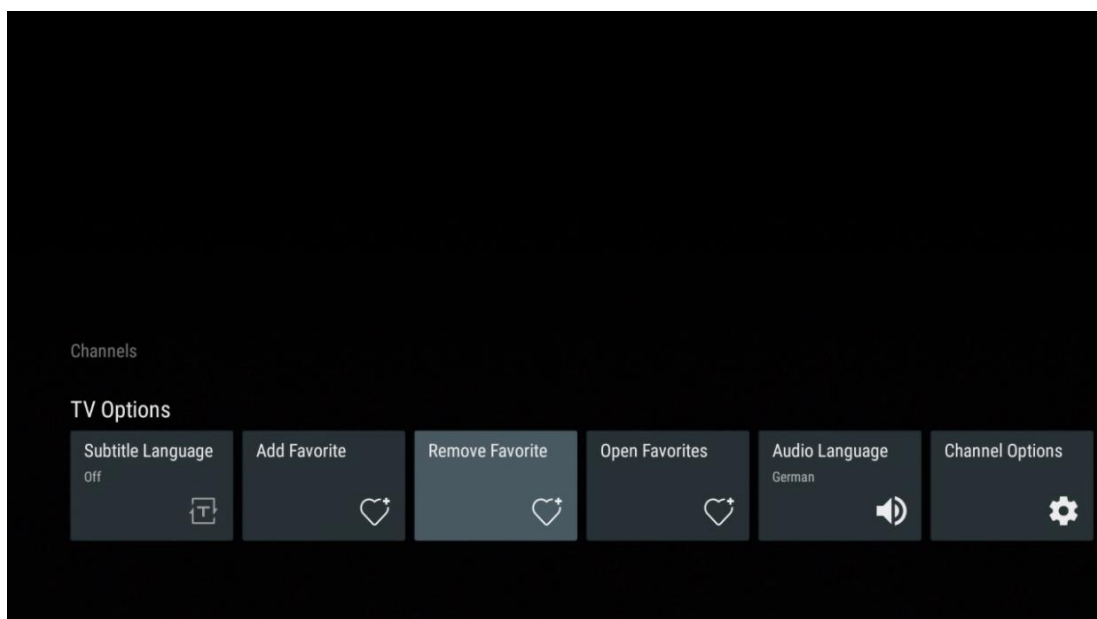 Channels
TV Options
Subtitle Language
Off
Add Favorite
Remove Favorite
Open Favorites
Audio Language
German
Channel Options